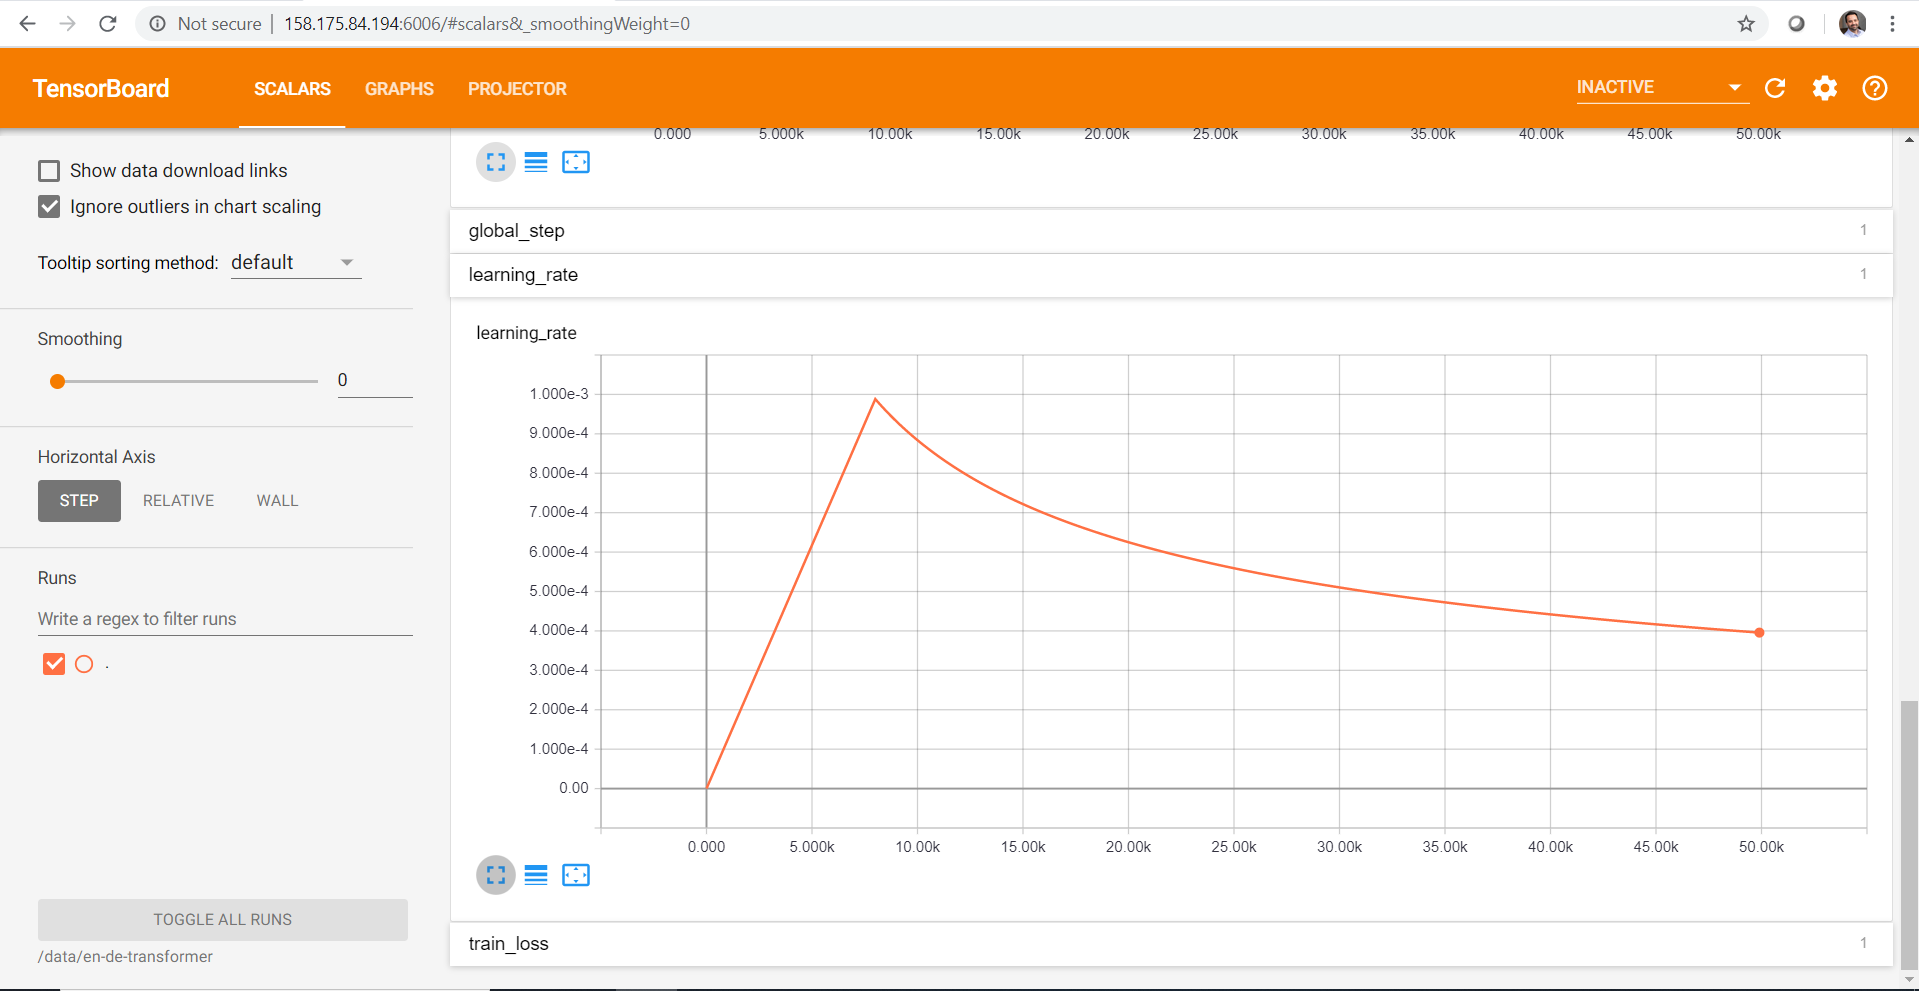 Not secure | 158.175.84.194:6006/#scalars&_smoothingWeight=0
TensorBoard SCALARS GRAPHS PROJECTOR INACTIVE
Show data download links
Ignore outliers in chart scaling
Tooltip sorting method: default
Smoothing
0
Horizontal Axis
STEP RELATIVE WALL
Runs
Write a regex to filter runs
.
TOGGLE ALL RUNS
/data/en-de-transformer
0.000 5.000k 10.00k 15.00k 20.00k 25.00k 30.00k 35.00k 40.00k 45.00k 50.00k
global_step 1
learning_rate 1
learning_rate
1.000e-3
9.000e-4
8.000e-4
7.000e-4
6.000e-4
5.000e-4
4.000e-4
3.000e-4
2.000e-4
1.000e-4
0.00
0.000 5.000k 10.00k 15.00k 20.00k 25.00k 30.00k 35.00k 40.00k 45.00k 50.00k
train_loss 1